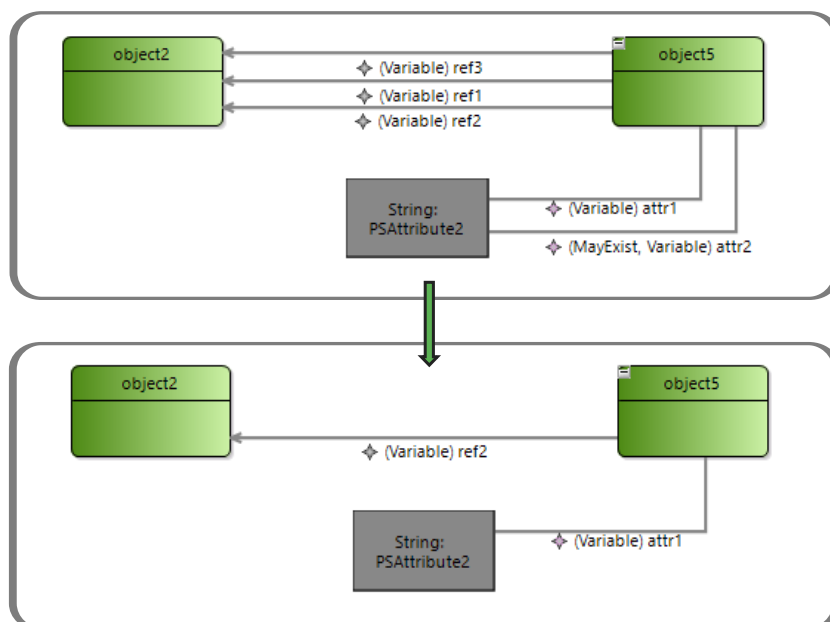 object2
object5
(Variable) ref3
(Variable) ref1
(Variable) ref2
String:
PSAttribute2
(Variable) attr1
(MayExist, Variable) attr2
object2
object5
(Variable) ref2
String:
PSAttribute2
(Variable) attr1